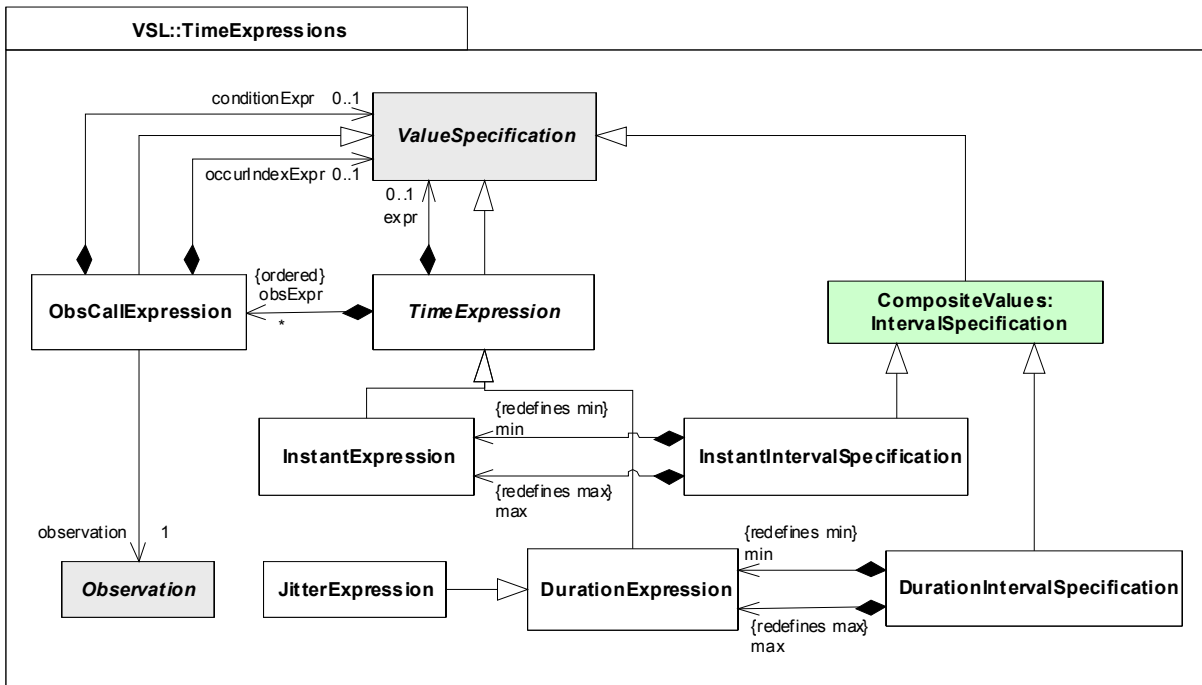 VSL::TimeExpressions
conditionExpr 0..1
ValueSpecification
occurIndexExpr 0..1
0..1
expr
{ordered}
obsExpr
*
ObsCallExpression
TimeExpression
CompositeValues:
IntervalSpecification
{redefines min}
min
InstantExpression
InstantIntervalSpecification
{redefines max}
max
observation 1
{redefines min}
min
Observation
JitterExpression
DurationExpression
DurationIntervalSpecification
{redefines max}
max